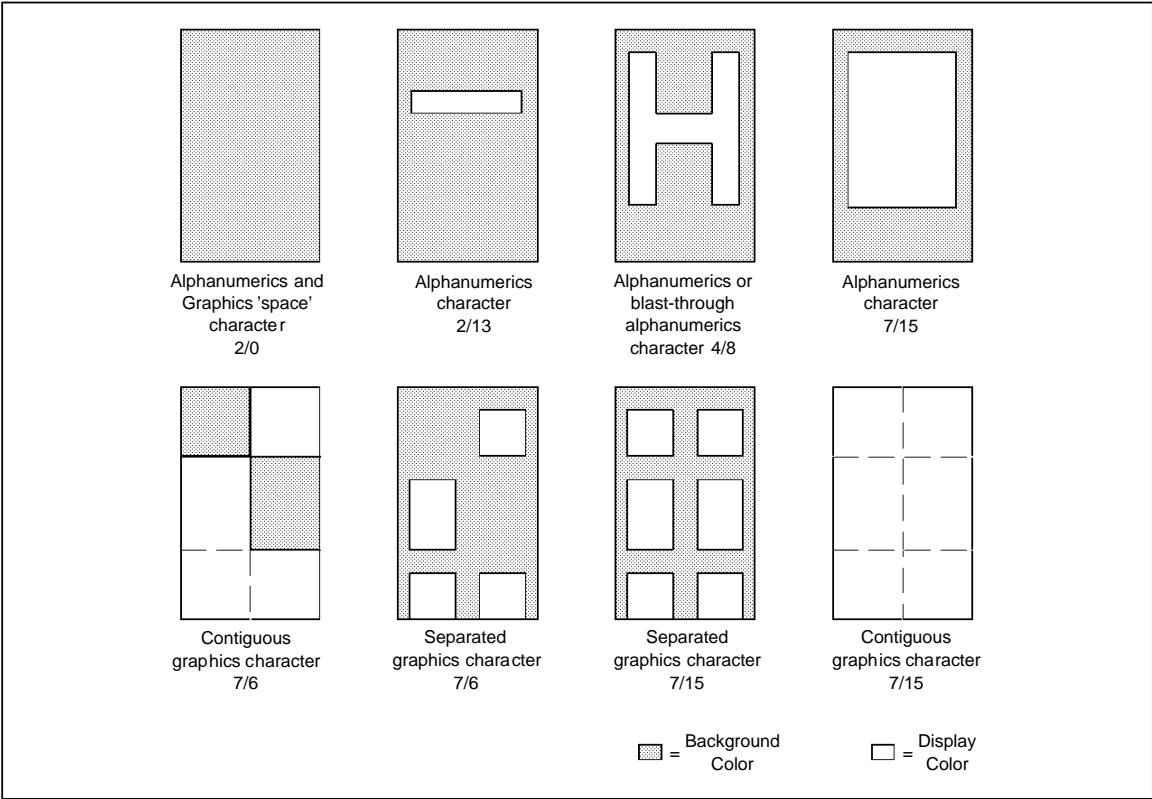 Alphanumerics and
Graphics ’space’
character
2/0
Alphanumerics
character
2/13
Alphanumerics or
blast-through
alphanumerics
character 4/8
Alphanumerics
character
7/15
Contiguous
graphics character
7/6
Separated
graphics character
7/6
Separated
graphics character
7/15
Contiguous
graphics character
7/15
= Background
Color
= Display
Color